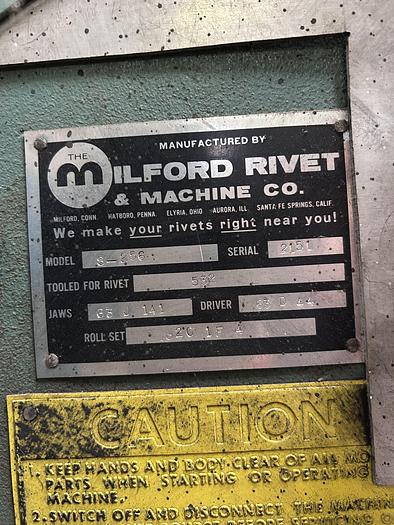 MANUFACTURED BY
THE MILFORD RIVET
& MACHINE CO.
MILFORD, CONN. HATBORO, PENNA. ELYRIA, OHIO AURORA, ILL. SANTA FE SPRINGS, CALIF.
We make your rivets right near you!
MODEL SERIAL 2151
TOOLED FOR RIVET
JAWS DRIVER
ROLL SET
CAUTION
1. KEEP HANDS AND BODY CLEAR OF ALL
PARTS WHEN STARTING OR OPERATING
MACHINE.
2. SWITCH OFF AND DISCONNECT THE